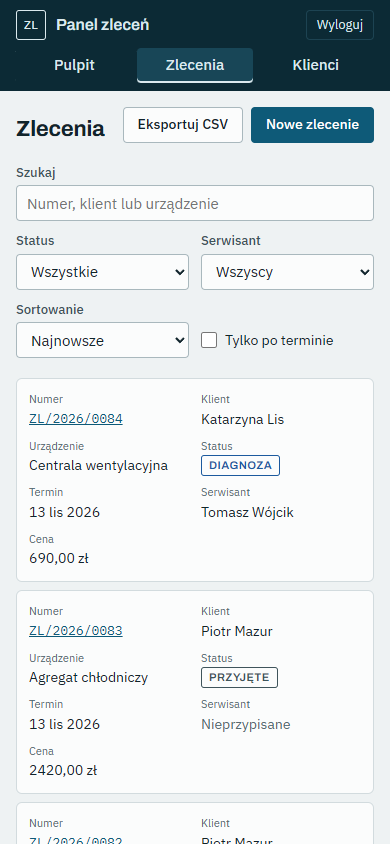 ZL Panel zleceń Wyloguj
Pulpit Zlecenia Klienci
Zlecenia Eksportuj CSV Nowe zlecenie
Szukaj
Numer, klient lub urządzenie
Status Serwisant
Wszystkie Wszyscy
Sortowanie
Najnowsze Tylko po terminie
Numer Klient
ZL/2026/0084 Katarzyna Lis
Urządzenie Status
Centrala wentylacyjna DIAGNOZA
Termin Serwisant
13 lis 2026 Tomasz Wójcik
Cena
690,00 zł
Numer Klient
ZL/2026/0083 Piotr Mazur
Urządzenie Status
Agregat chłodniczy PRZYJĘTE
Termin Serwisant
13 lis 2026 Nieprzypisane
Cena
2420,00 zł
Numer Klient
ZL/2026/0082 Piotr Mazur